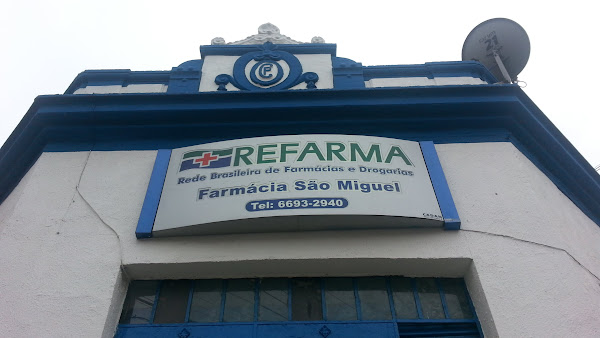 REFARMA
Rede Brasileira de Farmácias e Drogarias
Farmácia São Miguel
Tel: 6693-2940